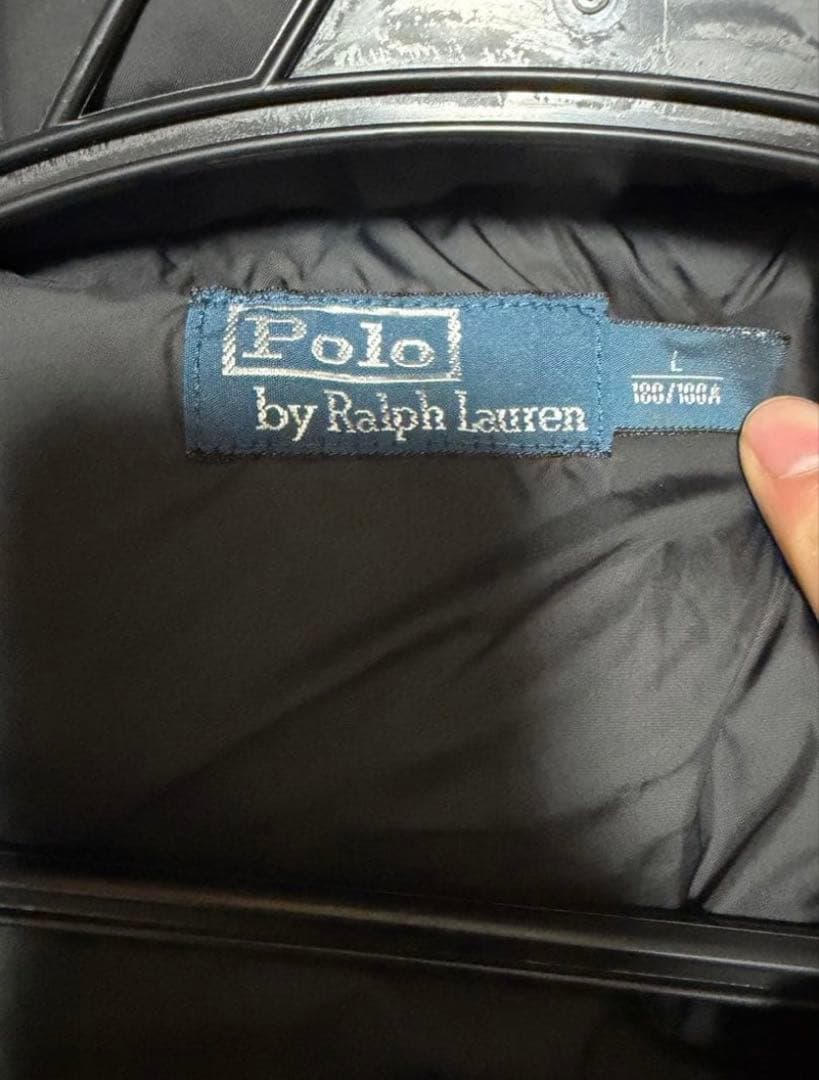 Polo
by Ralph Lauren
L
180/100A